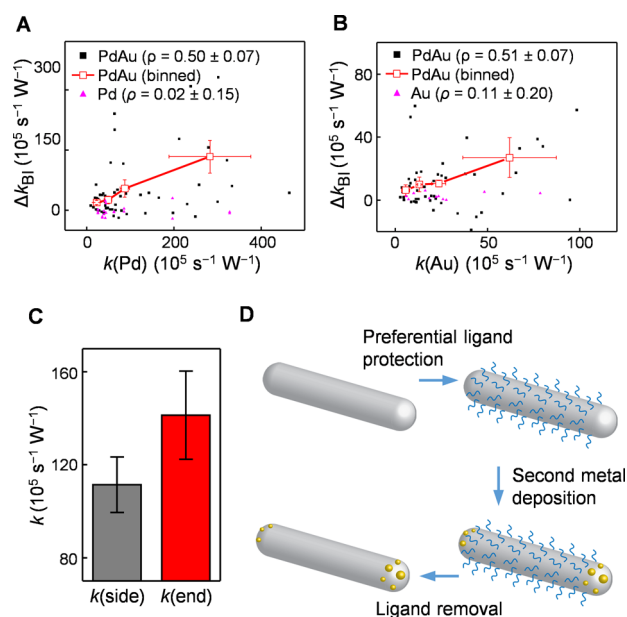 A
PdAu (ρ = 0.50 ± 0.07)
PdAu (binned)
Pd (ρ = 0.02 ± 0.15)
300
150
0
Δk_BI (10⁵ s⁻¹ W⁻¹)
0 200 400
k(Pd) (10⁵ s⁻¹ W⁻¹)
B
PdAu (ρ = 0.51 ± 0.07)
PdAu (binned)
Au (ρ = 0.11 ± 0.20)
80
40
0
Δk_BI (10⁵ s⁻¹ W⁻¹)
0 50 100
k(Au) (10⁵ s⁻¹ W⁻¹)
C
160
120
80
k (10⁵ s⁻¹ W⁻¹)
k(side) k(end)
D
Preferential ligand
protection
Second metal
deposition
Ligand removal